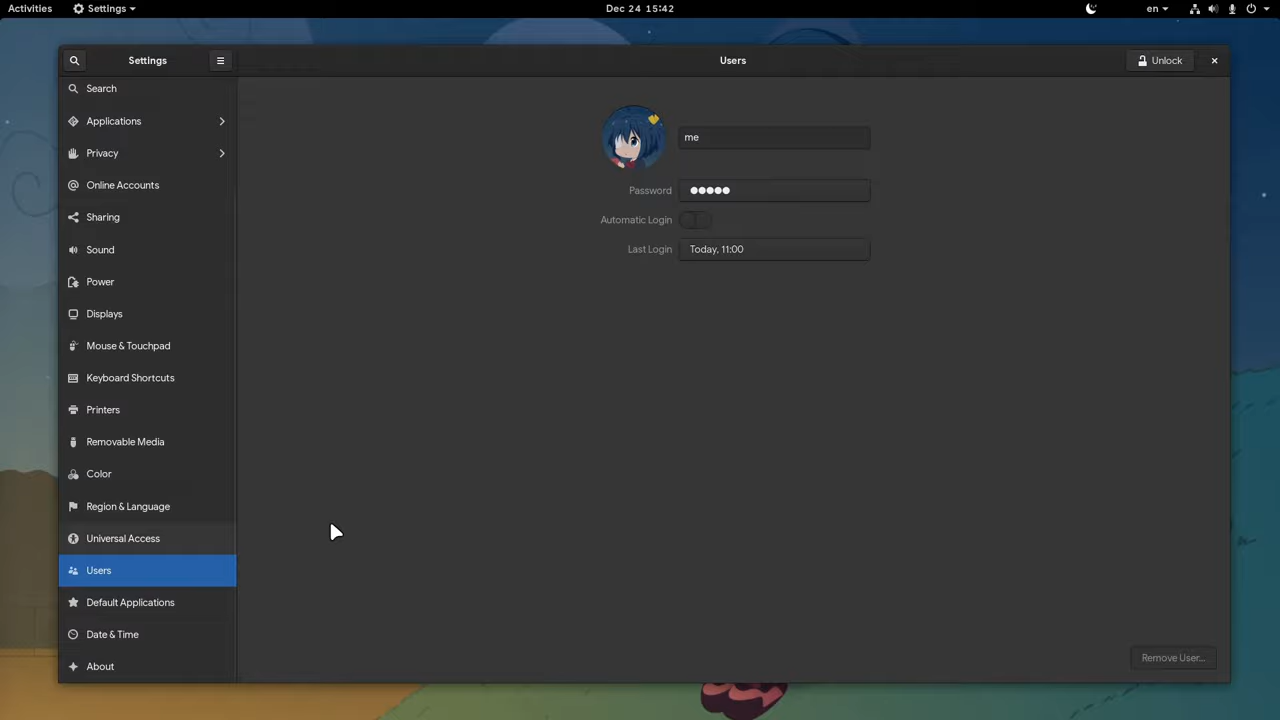 Activities
Settings
Dec 24 15:42
en
Settings
Users
Unlock
Search
Applications
Privacy
Online Accounts
Sharing
Sound
Power
Displays
Mouse & Touchpad
Keyboard Shortcuts
Printers
Removable Media
Color
Region & Language
Universal Access
Users
Default Applications
Date & Time
About
me
Password ●●●●●
Automatic Login
Last Login Today, 11:00
Remove User...